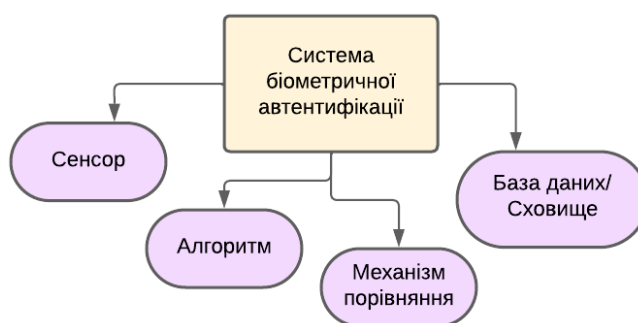 Система
біометричної
автентифікації
Сенсор
База даних/
Сховище
Алгоритм
Механізм
порівняння